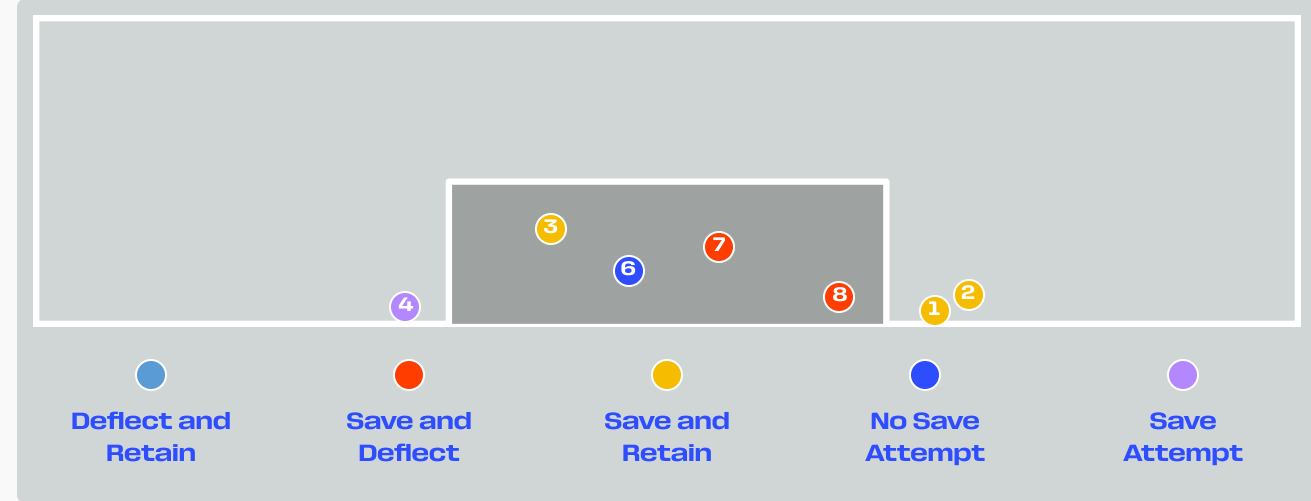 3
7
6
8
2
4
1
Deflect and
Retain
Save and
Deflect
Save and
Retain
No Save
Attempt
Save
Attempt